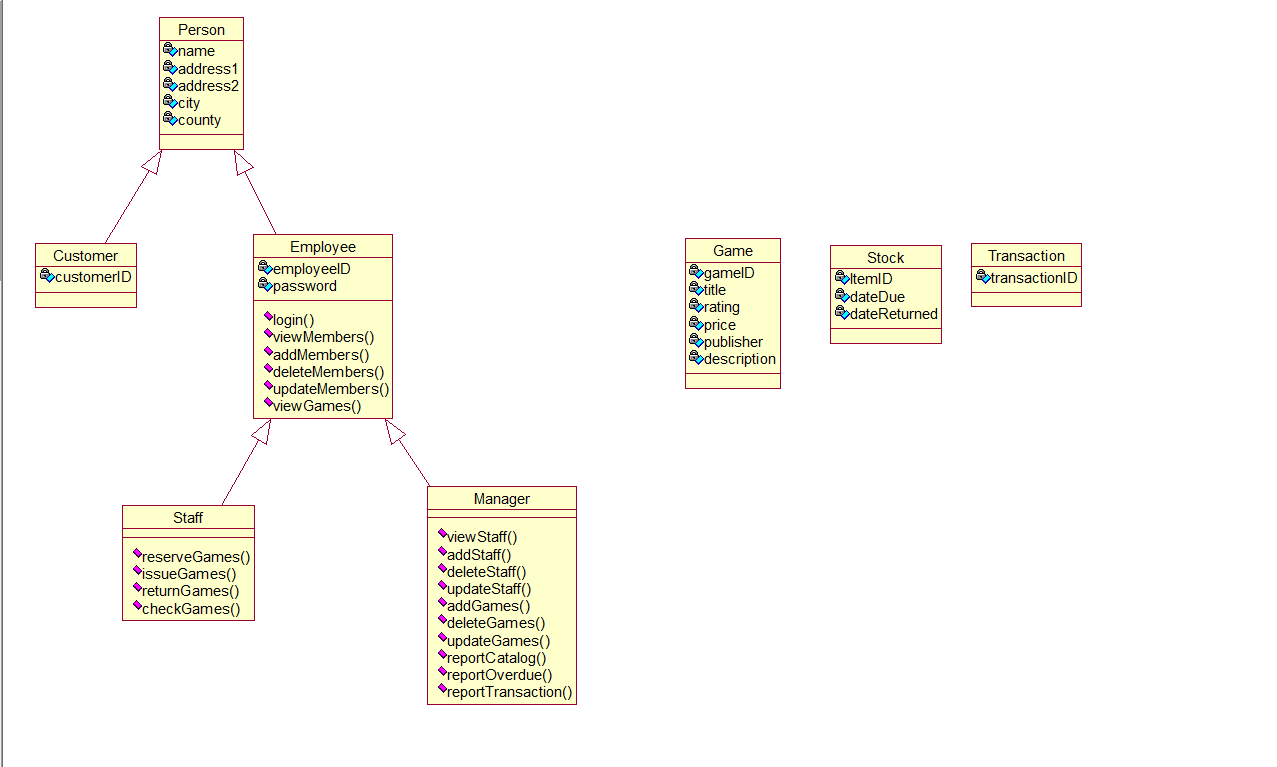 Person
name
address1
address2
city
county
Customer
customerID
Employee
employeeID
password
login()
viewMembers()
addMembers()
deleteMembers()
updateMembers()
viewGames()
Game
gameID
title
rating
price
publisher
description
Stock
ItemID
dateDue
dateReturned
Transaction
transactionID
Staff
reserveGames()
issueGames()
returnGames()
checkGames()
Manager
viewStaff()
addStaff()
deleteStaff()
updateStaff()
addGames()
deleteGames()
updateGames()
reportCatalog()
reportOverdue()
reportTransaction()